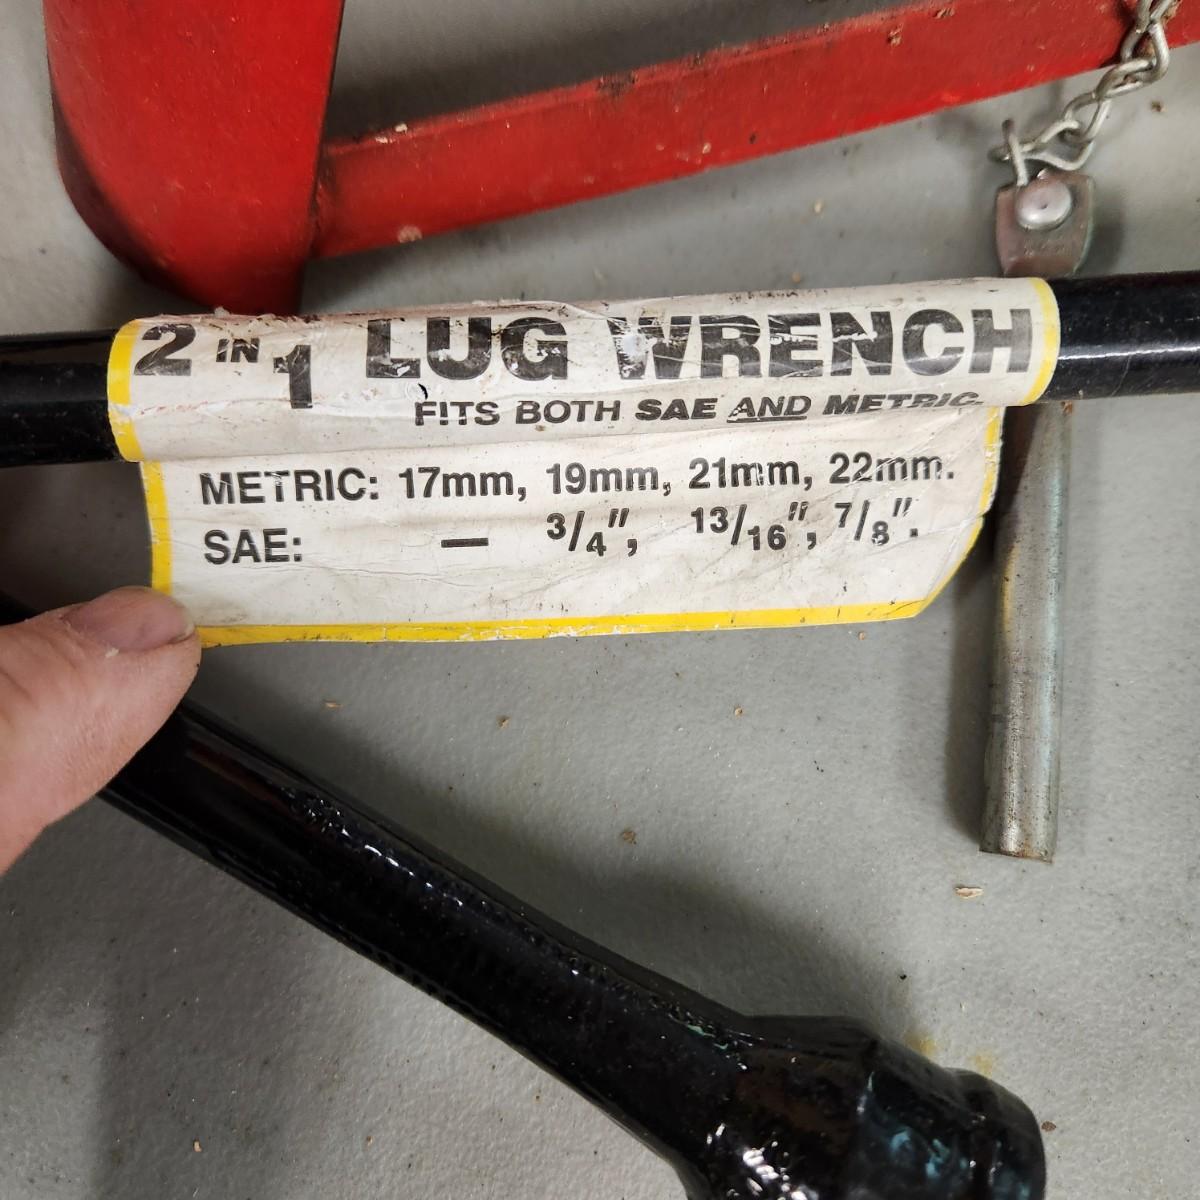 2 IN 1 LUG WRENCH
FITS BOTH SAE AND METRIC.
METRIC: 17mm, 19mm, 21mm, 22mm.
SAE: — 3/4", 13/16", 7/8".